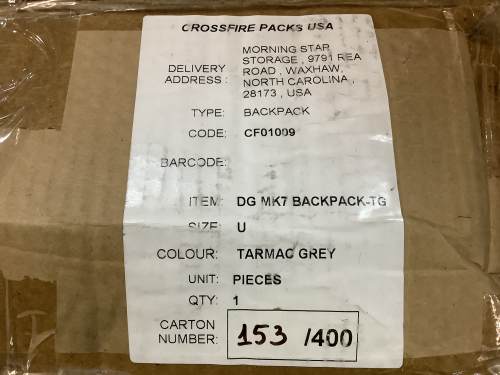 CROSSFIRE PACKS USA
DELIVERY ADDRESS : MORNING STAR
STORAGE , 9791 REA
ROAD , WAXHAW,
NORTH CAROLINA ,
28173 , USA
TYPE: BACKPACK
CODE: CF01009
BARCODE:
ITEM: DG MK7 BACKPACK-TG
SIZE: U
COLOUR: TARMAC GREY
UNIT: PIECES
QTY: 1
CARTON NUMBER: 153 /400